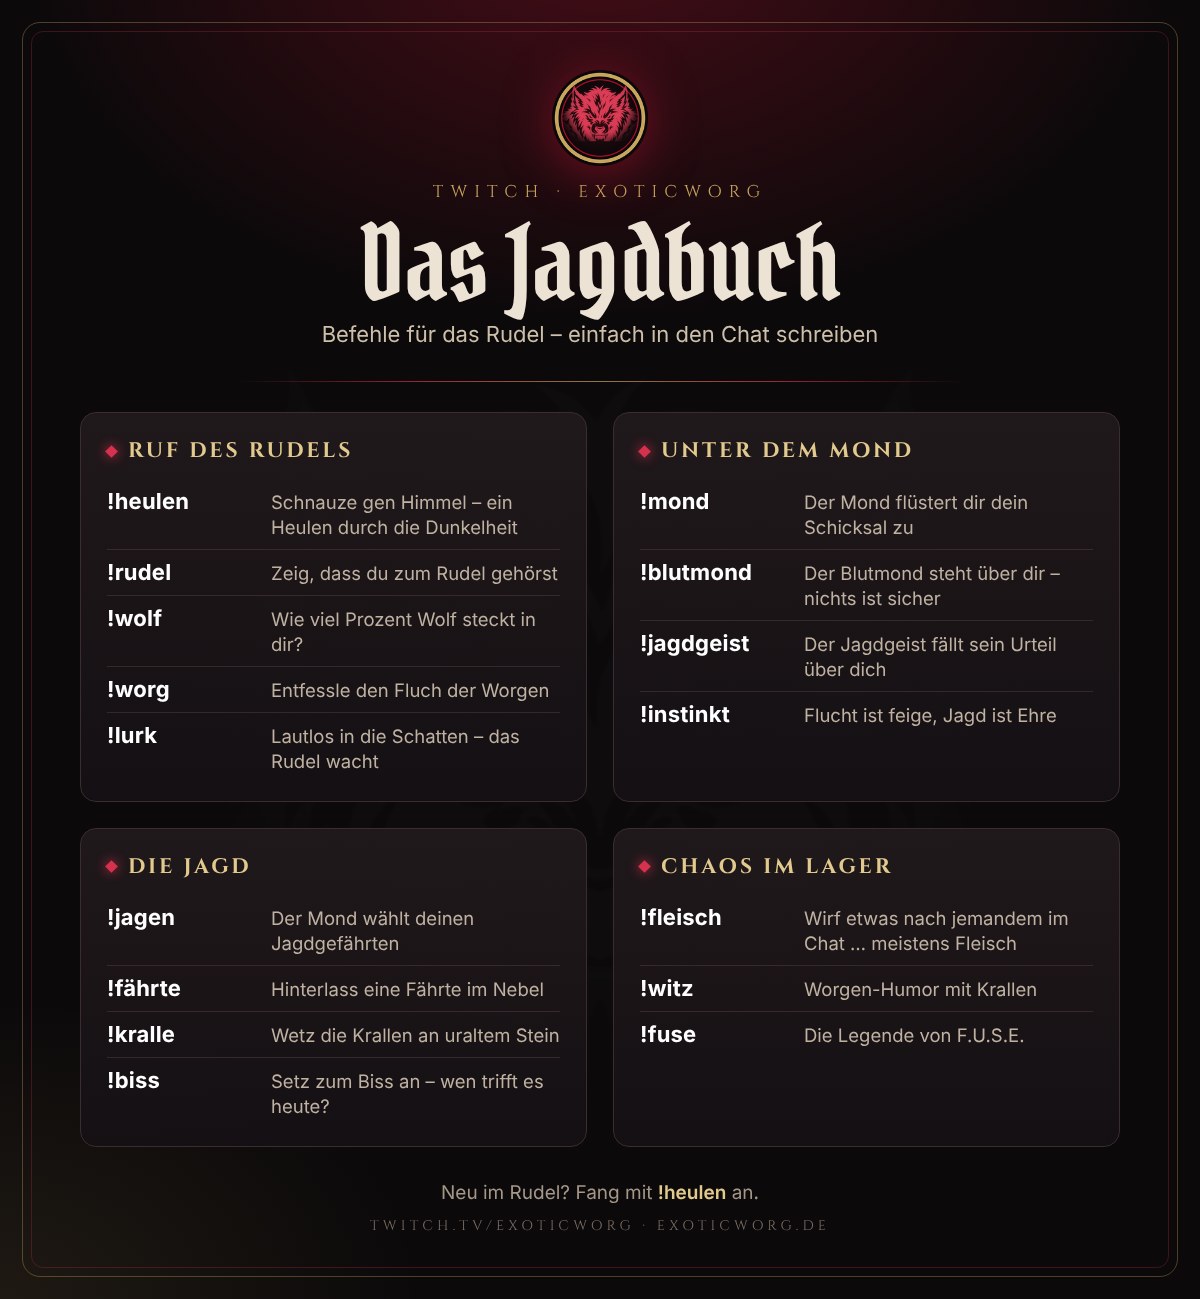 TWITCH · EXOTICWORG
Das Jagdbuch
Befehle für das Rudel – einfach in den Chat schreiben
RUF DES RUDELS
!heulen Schnauze gen Himmel – ein
Heulen durch die Dunkelheit
!rudel Zeig, dass du zum Rudel gehörst
!wolf Wie viel Prozent Wolf steckt in
dir?
!worg Entfessle den Fluch der Worgen
!lurk Lautlos in die Schatten – das
Rudel wacht
UNTER DEM MOND
!mond Der Mond flüstert dir dein
Schicksal zu
!blutmond Der Blutmond steht über dir –
nichts ist sicher
!jagdgeist Der Jagdgeist fällt sein Urteil
über dich
!instinkt Flucht ist feige, Jagd ist Ehre
DIE JAGD
!jagen Der Mond wählt deinen
Jagdgefährten
!fährte Hinterlass eine Fährte im Nebel
!kralle Wetz die Krallen an uraltem Stein
!biss Setz zum Biss an – wen trifft es
heute?
CHAOS IM LAGER
!fleisch Wirf etwas nach jemandem im
Chat … meistens Fleisch
!witz Worgen-Humor mit Krallen
!fuse Die Legende von F.U.S.E.
Neu im Rudel? Fang mit !heulen an.
TWITCH.TV/EXOTICWORG · EXOTICWORG.DE